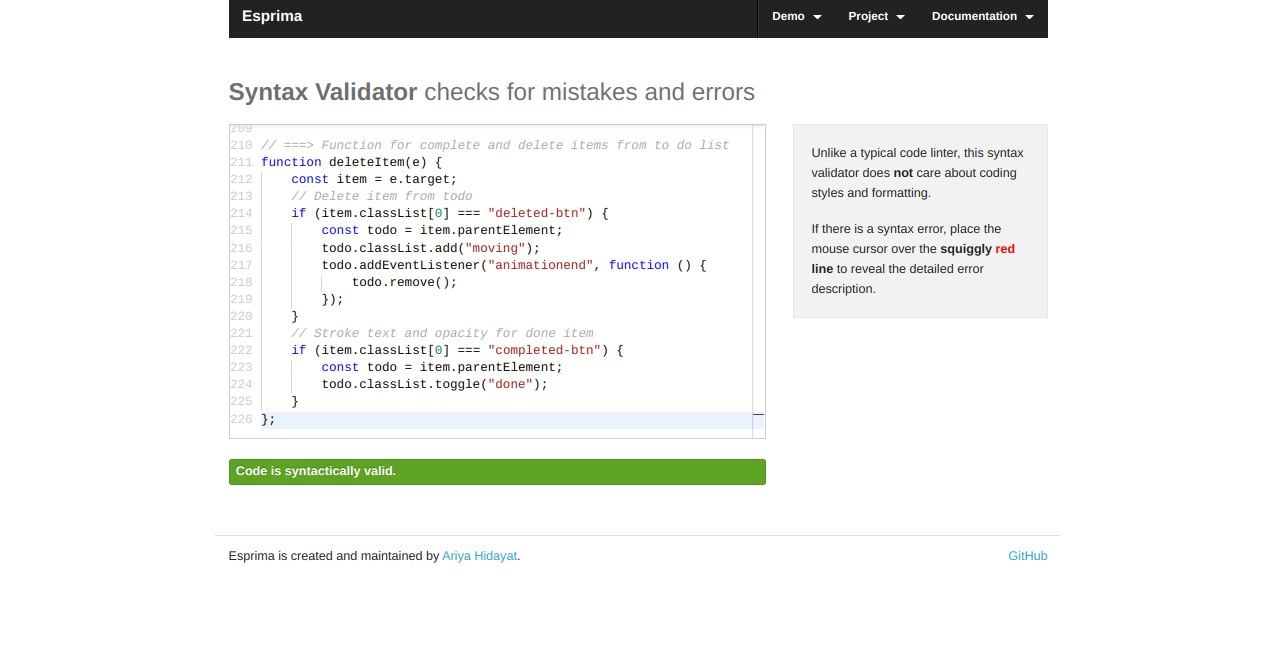 Esprima
Demo
Project
Documentation
Syntax Validator checks for mistakes and errors
209
210 // ===> Function for complete and delete items from to do list
211 function deleteItem(e) {
212     const item = e.target;
213     // Delete item from todo
214     if (item.classList[0] === "deleted-btn") {
215         const todo = item.parentElement;
216         todo.classList.add("moving");
217         todo.addEventListener("animationend", function () {
218             todo.remove();
219         });
220     }
221     // Stroke text and opacity for done item
222     if (item.classList[0] === "completed-btn") {
223         const todo = item.parentElement;
224         todo.classList.toggle("done");
225     }
226 };
Code is syntactically valid.
Unlike a typical code linter, this syntax
validator does not care about coding
styles and formatting.
If there is a syntax error, place the
mouse cursor over the squiggly red
line to reveal the detailed error
description.
Esprima is created and maintained by Ariya Hidayat.
GitHub